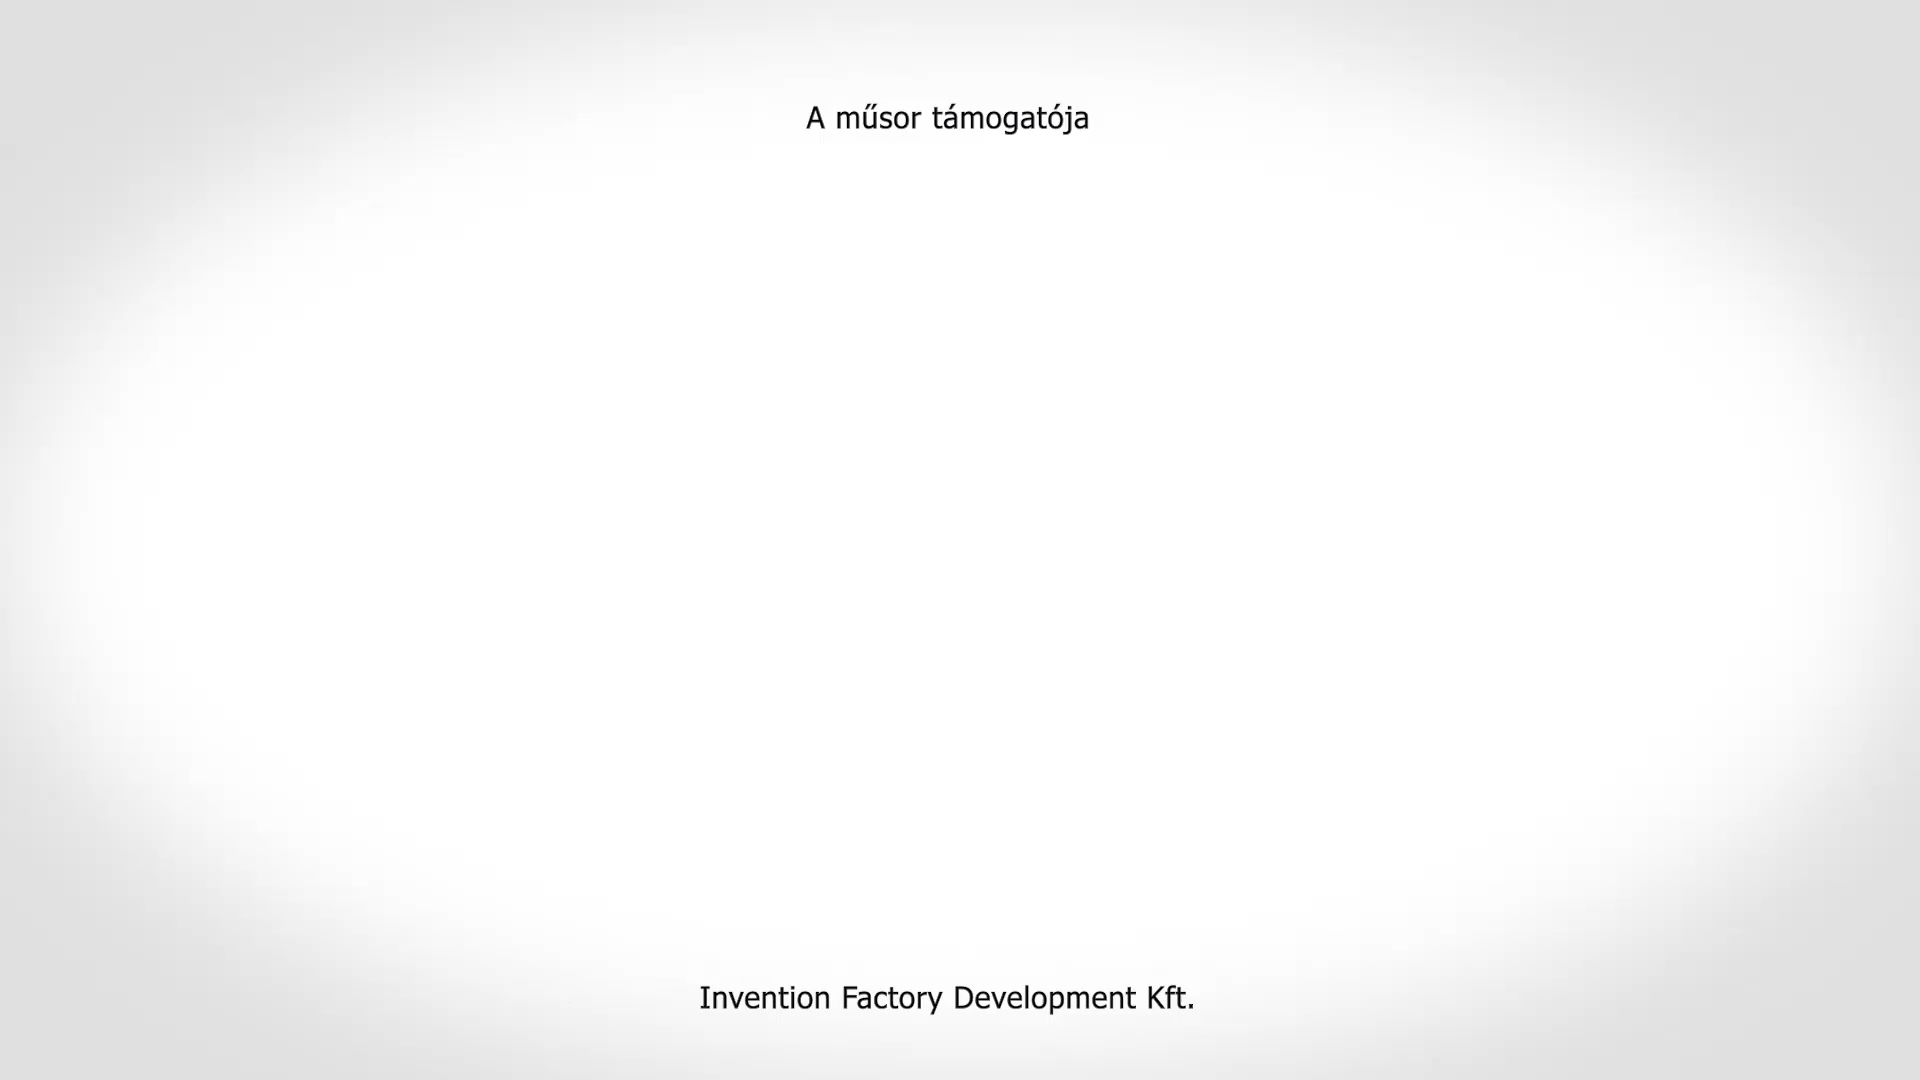 A műsor támogatója
Invention Factory Development Kft.